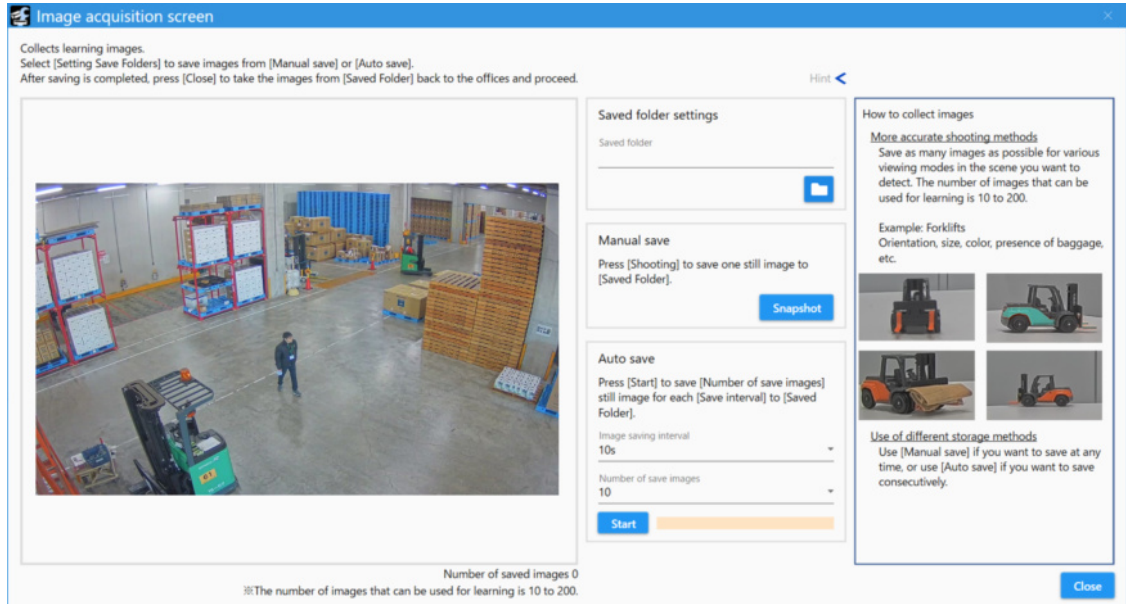 Image acquisition screen
Collects learning images.
Select [Setting Save Folders] to save images from [Manual save] or [Auto save].
After saving is completed, press [Close] to take the images from [Saved Folder] back to the offices and proceed.
Hint <
Saved folder settings
Saved folder
Manual save
Press [Shooting] to save one still image to
[Saved Folder].
Snapshot
Auto save
Press [Start] to save [Number of save images]
still image for each [Save interval] to [Saved
Folder].
Image saving interval
10s
Number of save images
10
Start
How to collect images
More accurate shooting methods
Save as many images as possible for various
viewing modes in the scene you want to
detect. The number of images that can be
used for learning is 10 to 200.
Example: Forklifts
Orientation, size, color, presence of baggage,
etc.
Use of different storage methods
Use [Manual save] if you want to save at any
time, or use [Auto save] if you want to save
consecutively.
Number of saved images 0
※The number of images that can be used for learning is 10 to 200.
Close